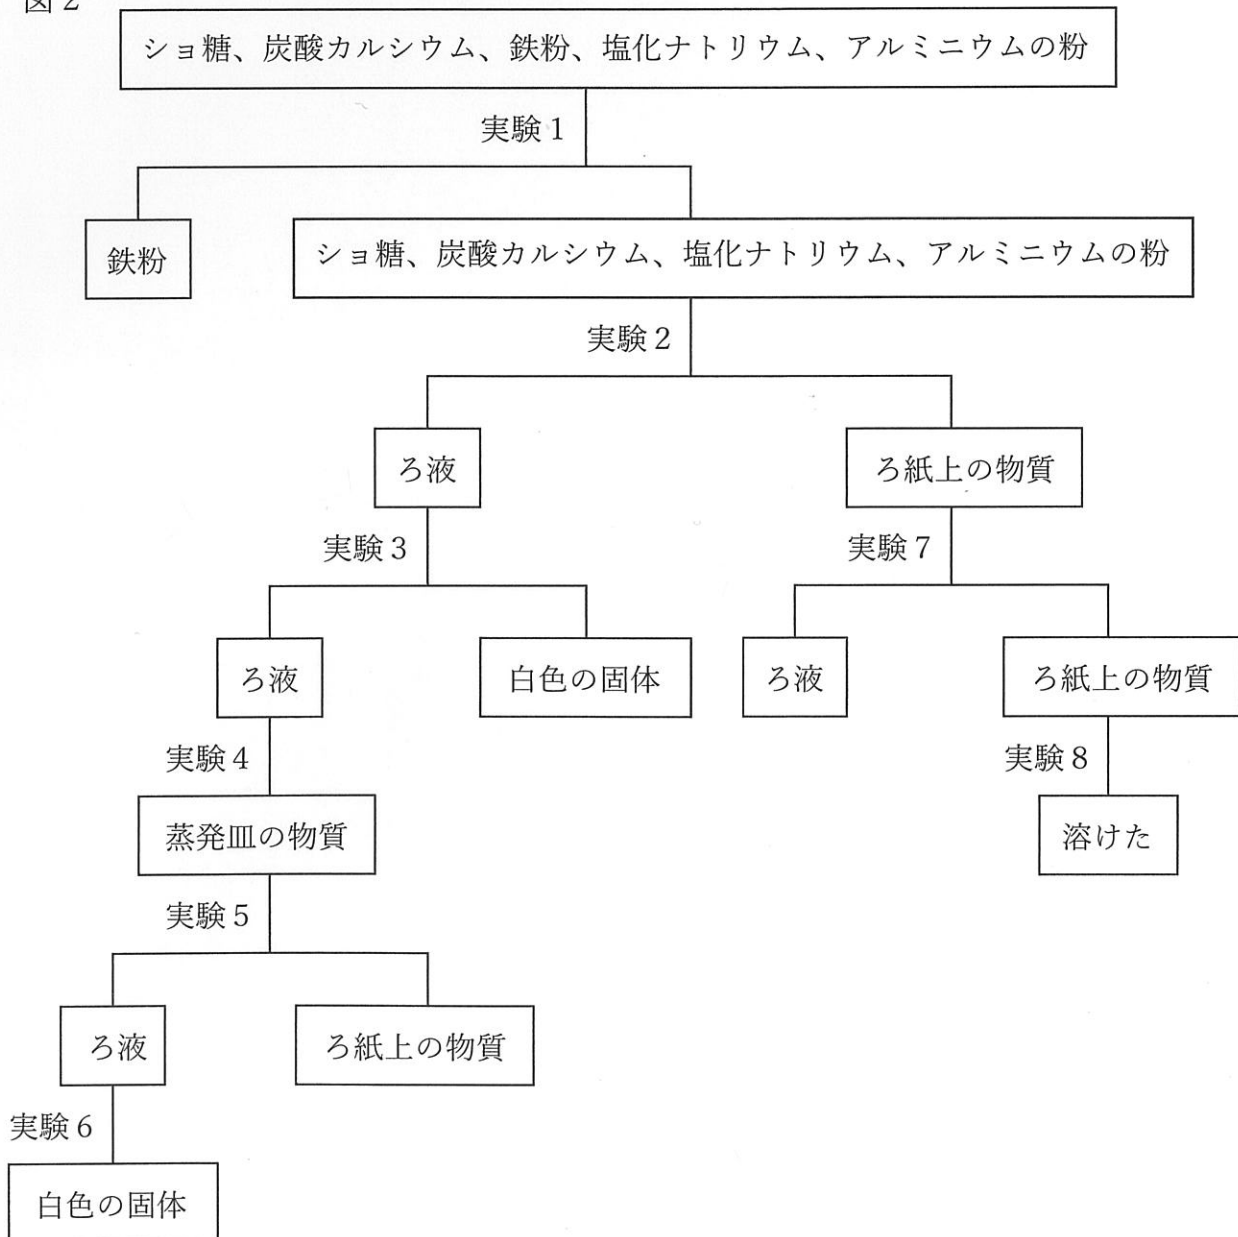 図2
ショ糖、炭酸カルシウム、鉄粉、塩化ナトリウム、アルミニウムの粉
実験1
鉄粉
ショ糖、炭酸カルシウム、塩化ナトリウム、アルミニウムの粉
実験2
ろ液
ろ紙上の物質
実験3
実験7
ろ液
白色の固体
ろ液
ろ紙上の物質
実験4
実験8
蒸発皿の物質
溶けた
実験5
ろ液
ろ紙上の物質
実験6
白色の固体